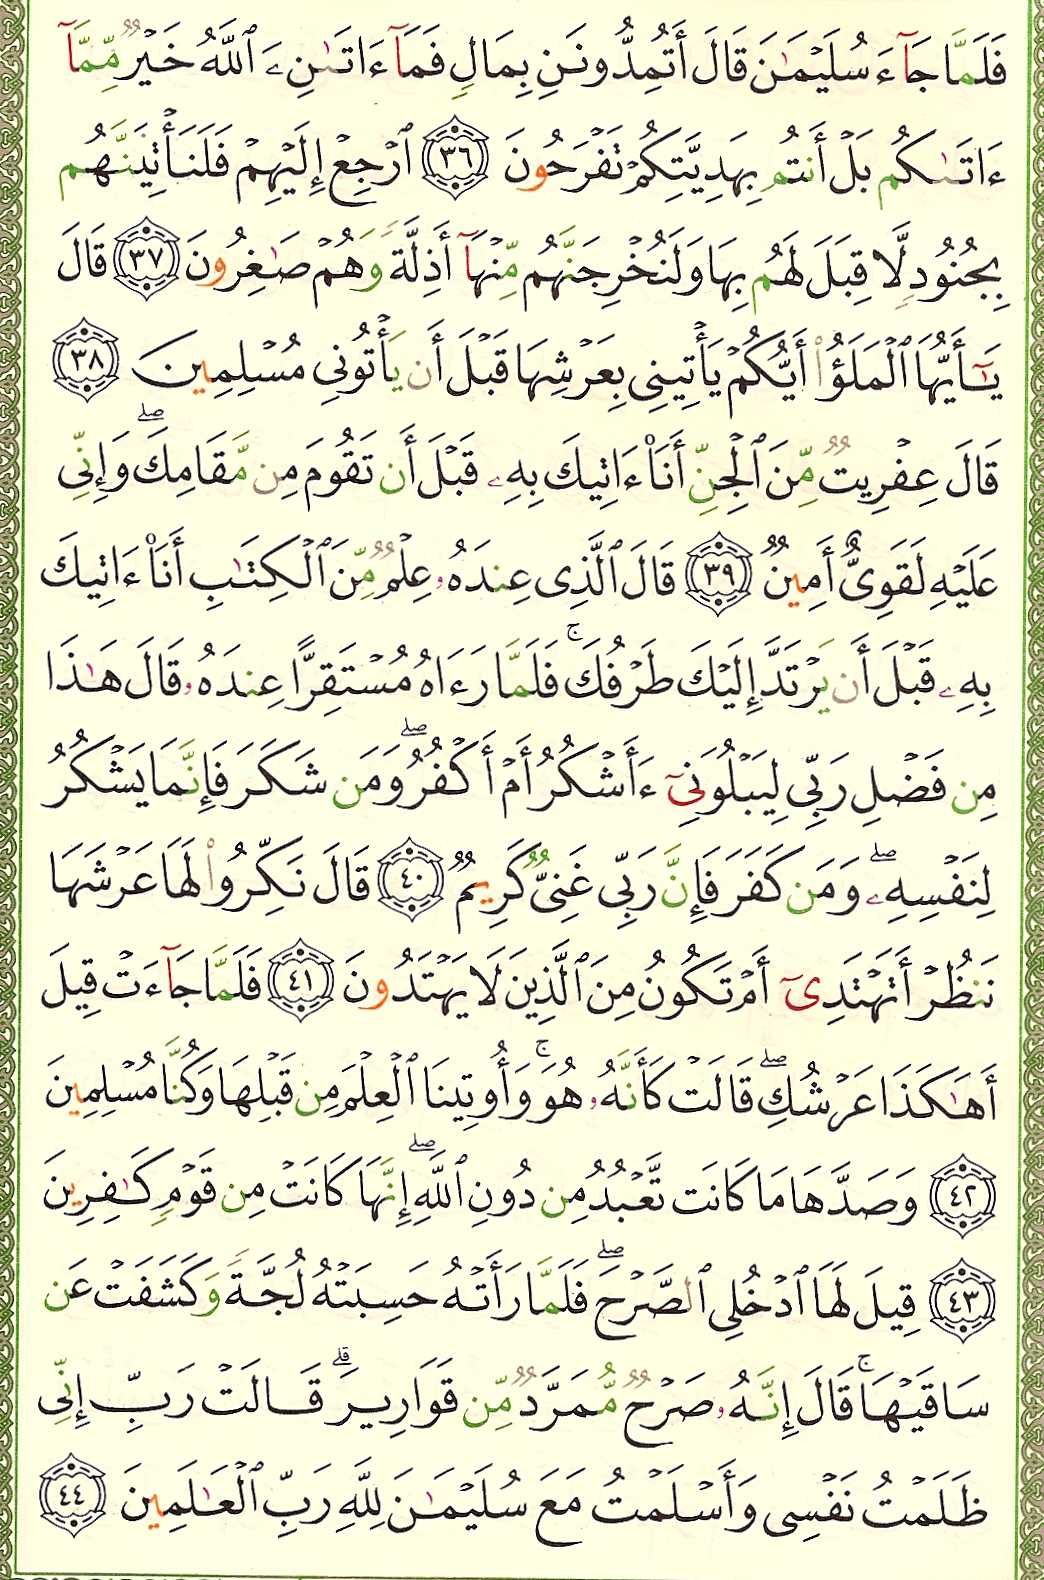 فَلَمَّا جَآءَ سُلَيْمَـٰنَ قَالَ أَتُمِدُّونَنِ بِمَالٍ فَمَآ ءَاتَىٰنِۦَ ٱللَّهُ خَيْرٌ مِّمَّآ
ءَاتَىٰكُم بَلْ أَنتُم بِهَدِيَّتِكُمْ تَفْرَحُونَ ٣٦ ٱرْجِعْ إِلَيْهِمْ فَلَنَأْتِيَنَّهُم
بِجُنُودٍ لَّا قِبَلَ لَهُم بِهَا وَلَنُخْرِجَنَّهُم مِّنْهَآ أَذِلَّةً وَهُمْ صَـٰغِرُونَ ٣٧ قَالَ
يَـٰٓأَيُّهَا ٱلْمَلَؤُا۟ أَيُّكُمْ يَأْتِينِى بِعَرْشِهَا قَبْلَ أَن يَأْتُونِى مُسْلِمِينَ ٣٨
قَالَ عِفْرِيتٌ مِّنَ ٱلْجِنِّ أَنَا۠ ءَاتِيكَ بِهِۦ قَبْلَ أَن تَقُومَ مِن مَّقَامِكَ ۖ وَإِنِّى
عَلَيْهِ لَقَوِىٌّ أَمِينٌ ٣٩ قَالَ ٱلَّذِى عِندَهُۥ عِلْمٌ مِّنَ ٱلْكِتَـٰبِ أَنَا۠ ءَاتِيكَ
بِهِۦ قَبْلَ أَن يَرْتَدَّ إِلَيْكَ طَرْفُكَ ۚ فَلَمَّا رَءَاهُ مُسْتَقِرًّا عِندَهُۥ قَالَ هَـٰذَا
مِن فَضْلِ رَبِّى لِيَبْلُوَنِىٓ ءَأَشْكُرُ أَمْ أَكْفُرُ ۖ وَمَن شَكَرَ فَإِنَّمَا يَشْكُرُ
لِنَفْسِهِۦ ۖ وَمَن كَفَرَ فَإِنَّ رَبِّى غَنِىٌّ كَرِيمٌ ٤٠ قَالَ نَكِّرُوا۟ لَهَا عَرْشَهَا
نَنظُرْ أَتَهْتَدِىٓ أَمْ تَكُونُ مِنَ ٱلَّذِينَ لَا يَهْتَدُونَ ٤١ فَلَمَّا جَآءَتْ قِيلَ
أَهَـٰكَذَا عَرْشُكِ ۖ قَالَتْ كَأَنَّهُۥ هُوَ ۚ وَأُوتِينَا ٱلْعِلْمَ مِن قَبْلِهَا وَكُنَّا مُسْلِمِينَ
٤٢ وَصَدَّهَا مَا كَانَت تَّعْبُدُ مِن دُونِ ٱللَّهِ ۖ إِنَّهَا كَانَتْ مِن قَوْمٍ كَـٰفِرِينَ
٤٣ قِيلَ لَهَا ٱدْخُلِى ٱلصَّرْحَ ۖ فَلَمَّا رَأَتْهُ حَسِبَتْهُ لُجَّةً وَكَشَفَتْ عَن
سَاقَيْهَا ۚ قَالَ إِنَّهُۥ صَرْحٌ مُّمَرَّدٌ مِّن قَوَارِيرَ ۗ قَالَتْ رَبِّ إِنِّى
ظَلَمْتُ نَفْسِى وَأَسْلَمْتُ مَعَ سُلَيْمَـٰنَ لِلَّهِ رَبِّ ٱلْعَـٰلَمِينَ ٤٤